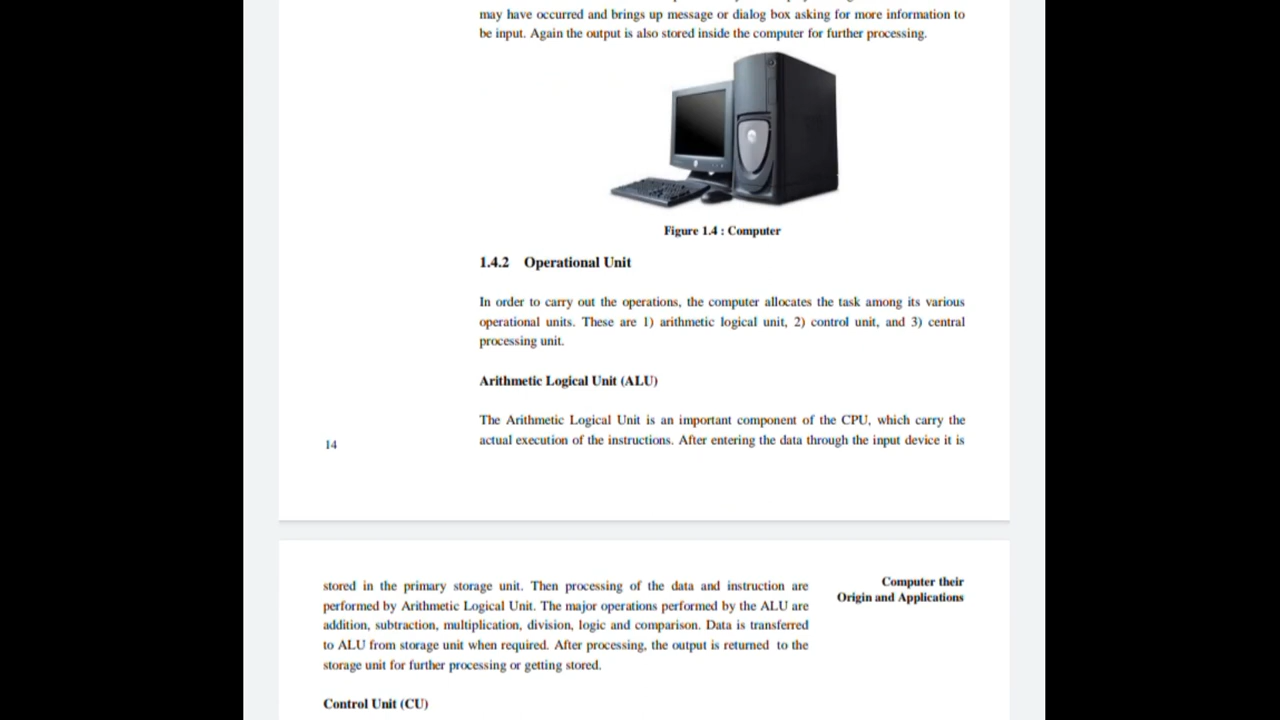 may have occurred and brings up message or dialog box asking for more information to
be input. Again the output is also stored inside the computer for further processing.
Figure 1.4 : Computer
1.4.2 Operational Unit
In order to carry out the operations, the computer allocates the task among its various
operational units. These are 1) arithmetic logical unit, 2) control unit, and 3) central
processing unit.
Arithmetic Logical Unit (ALU)
The Arithmetic Logical Unit is an important component of the CPU, which carry the
actual execution of the instructions. After entering the data through the input device it is
14
stored in the primary storage unit. Then processing of the data and instruction are
performed by Arithmetic Logical Unit. The major operations performed by the ALU are
addition, subtraction, multiplication, division, logic and comparison. Data is transferred
to ALU from storage unit when required. After processing, the output is returned to the
storage unit for further processing or getting stored.
Computer their
Origin and Applications
Control Unit (CU)